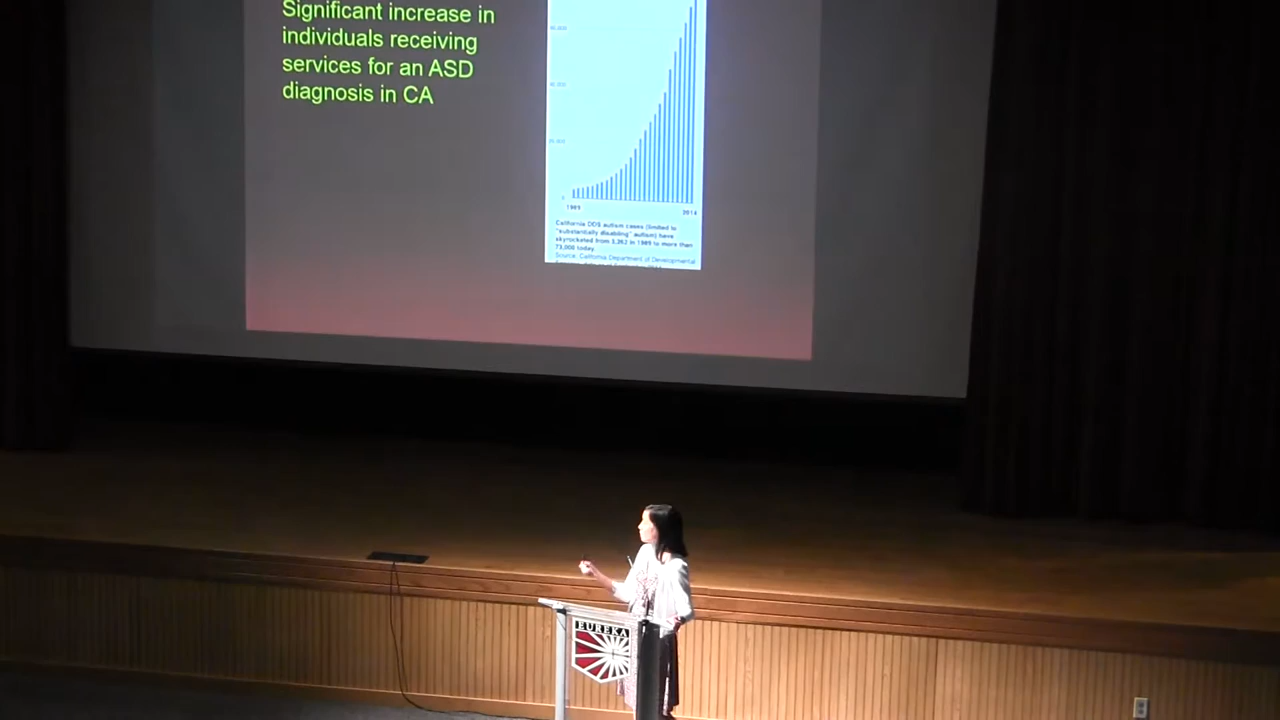 Significant increase in
individuals receiving
services for an ASD
diagnosis in CA
0
1989
2014
California DDS autism cases (limited to
"substantially disabling" autism) have
skyrocketed from 3,262 in 1989 to more than
73,000 today.
Source: California Department of Developmental
EUREKA